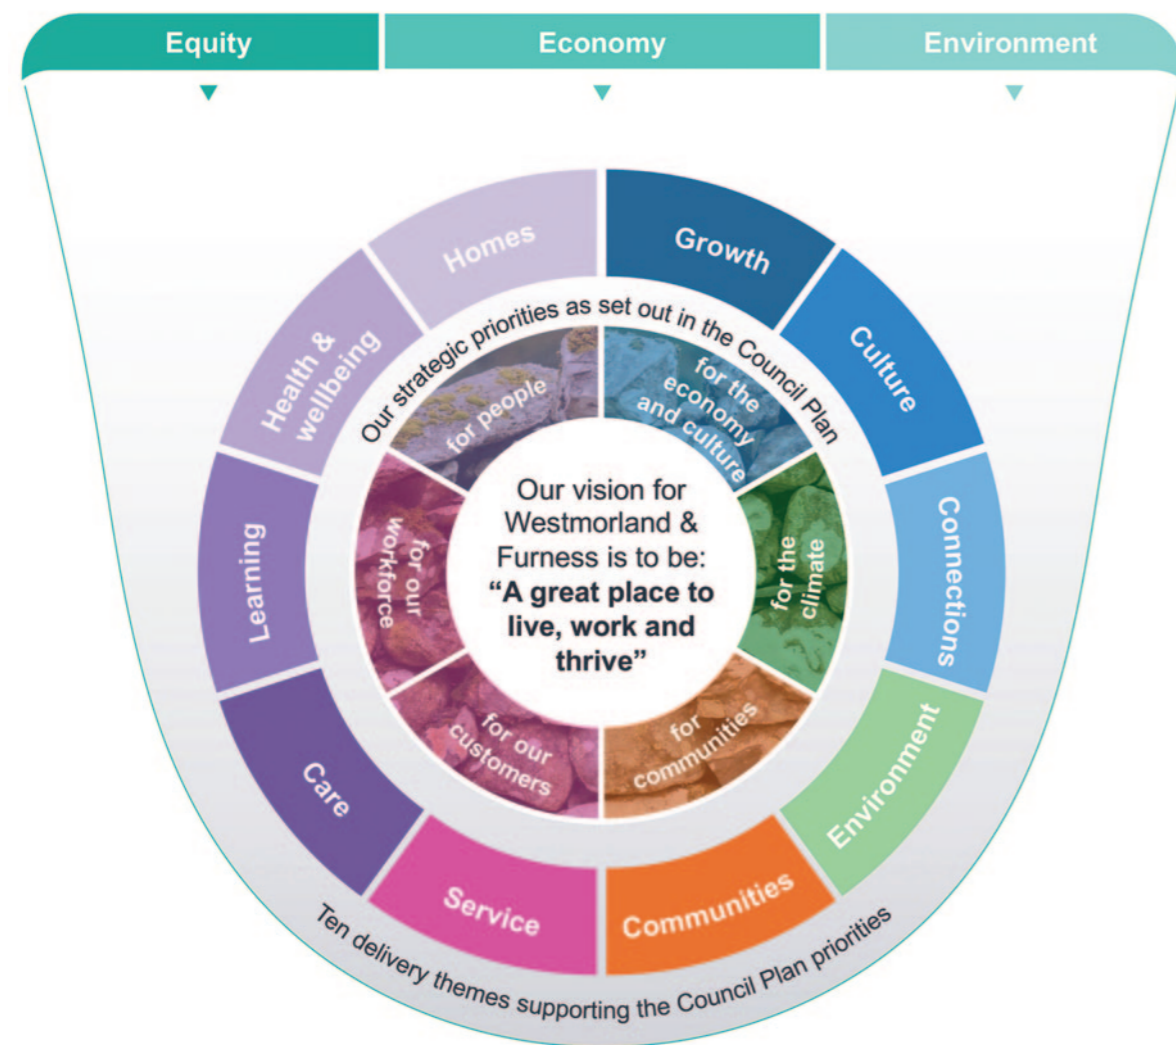 Equity
Economy
Environment
Homes
Growth
Culture
Connections
Environment
Communities
Service
Care
Learning
Health &
wellbeing
Our strategic priorities as set out in the Council Plan
for people
for the
economy
and culture
for the
climate
for
communities
for our
customers
for our
workforce
Our vision for
Westmorland &
Furness is to be:
“A great place to
live, work and
thrive”
Ten delivery themes supporting the Council Plan priorities